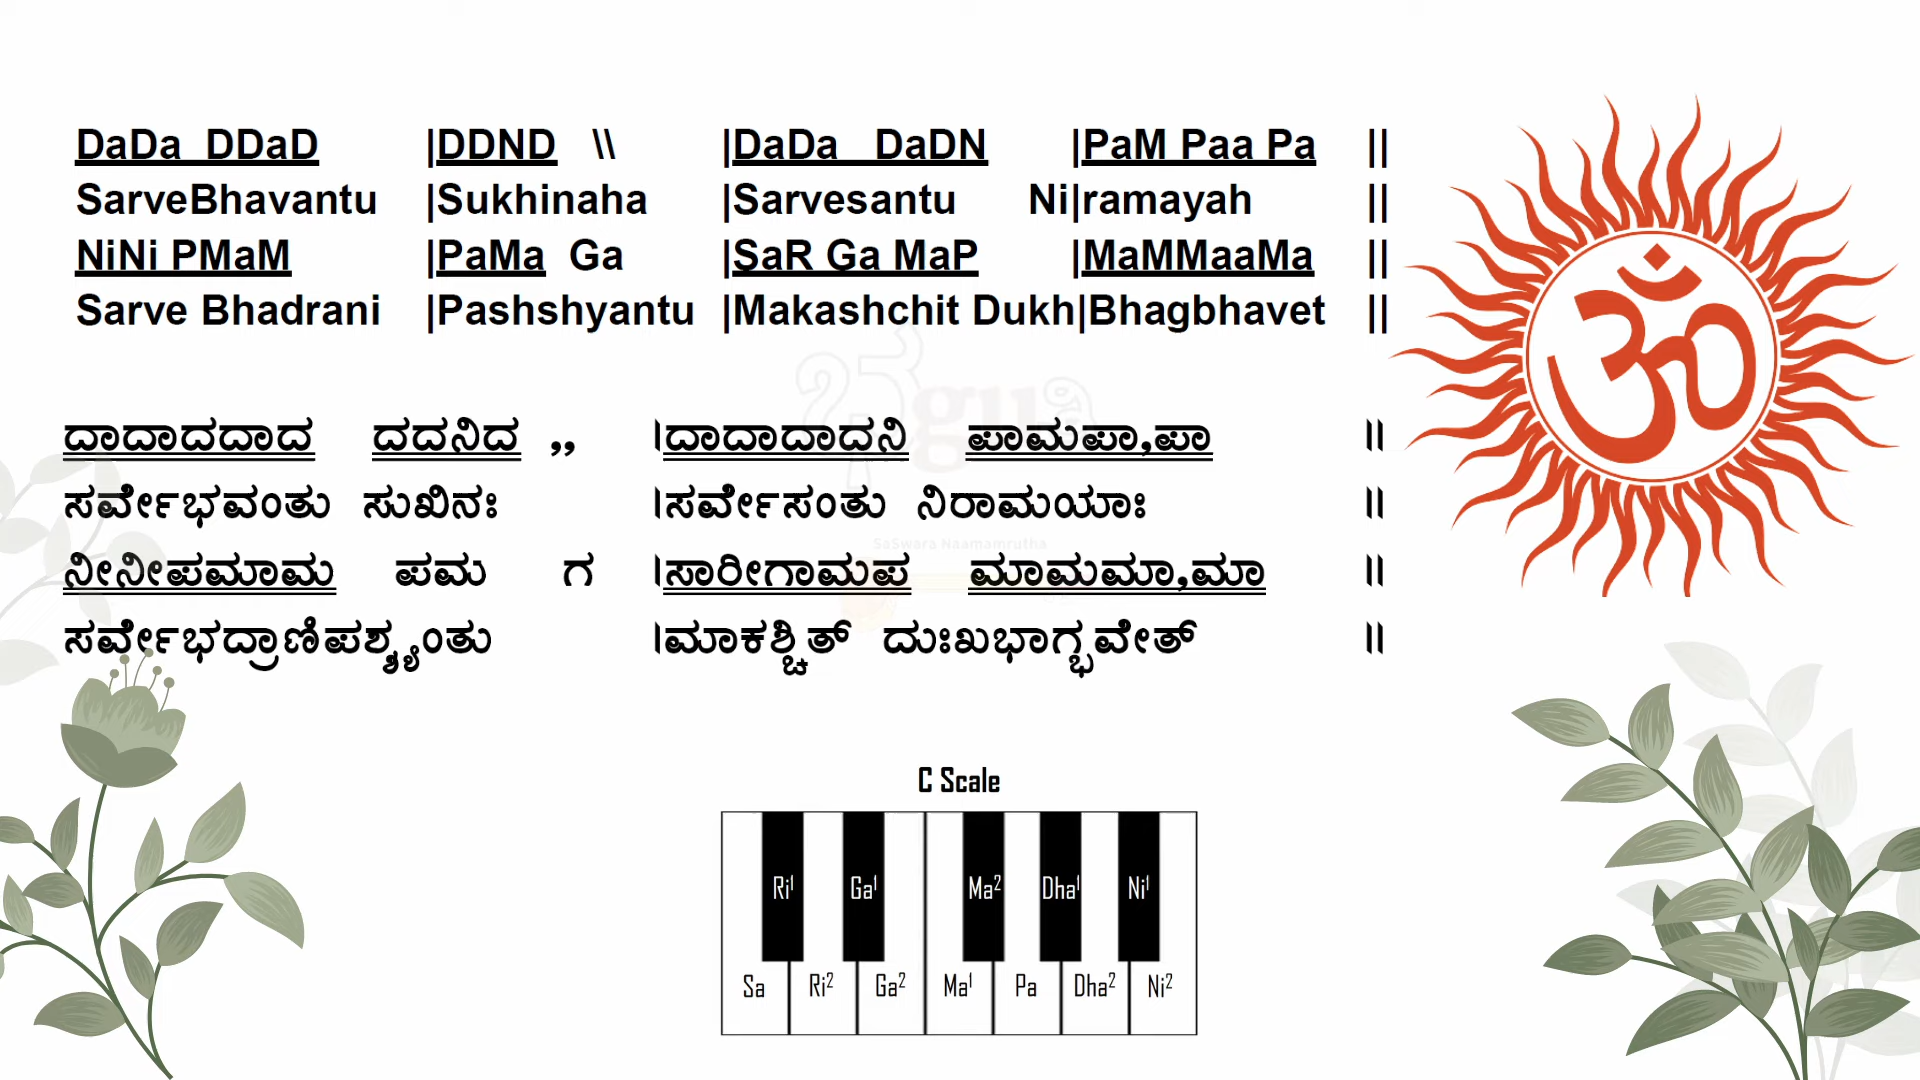 DaDa DDaD |DDND \\ |DaDa DaDN |PaM Paa Pa ||
SarveBhavantu |Sukhinaha |Sarvesantu Ni|ramayah ||
NiNi PMaM |PaMa Ga |SaR Ga MaP |MaMMaaMa ||
Sarve Bhadrani |Pashshyantu |Makashchit Dukh|Bhagbhavet ||
ದಾದಾದದಾದ ದದನಿದ ,, ।ದಾದಾದಾದನಿ ಪಾಮಪಾ,ಪಾ ॥
ಸರ್ವೇಭವಂತು ಸುಖಿನಃ ।ಸರ್ವೇಸಂತು ನಿರಾಮಯಾಃ ॥
SaSwara Naamamrutha
ನೀನೀಪಮಾಮ ಪಮ ಗ ।ಸಾರೀಗಾಮಪ ಮಾಮಮಾ,ಮಾ ॥
ಸರ್ವೇಭದ್ರಾಣಿಪಶ್ಶ್ಯಂತು ।ಮಾಕಶ್ಚಿತ್ ದುಃಖಭಾಗ್ಭವೇತ್ ॥
ॐ
C Scale
Ri¹ Ga¹ Ma² Dha¹ Ni¹
Sa Ri² Ga² Ma¹ Pa Dha² Ni²